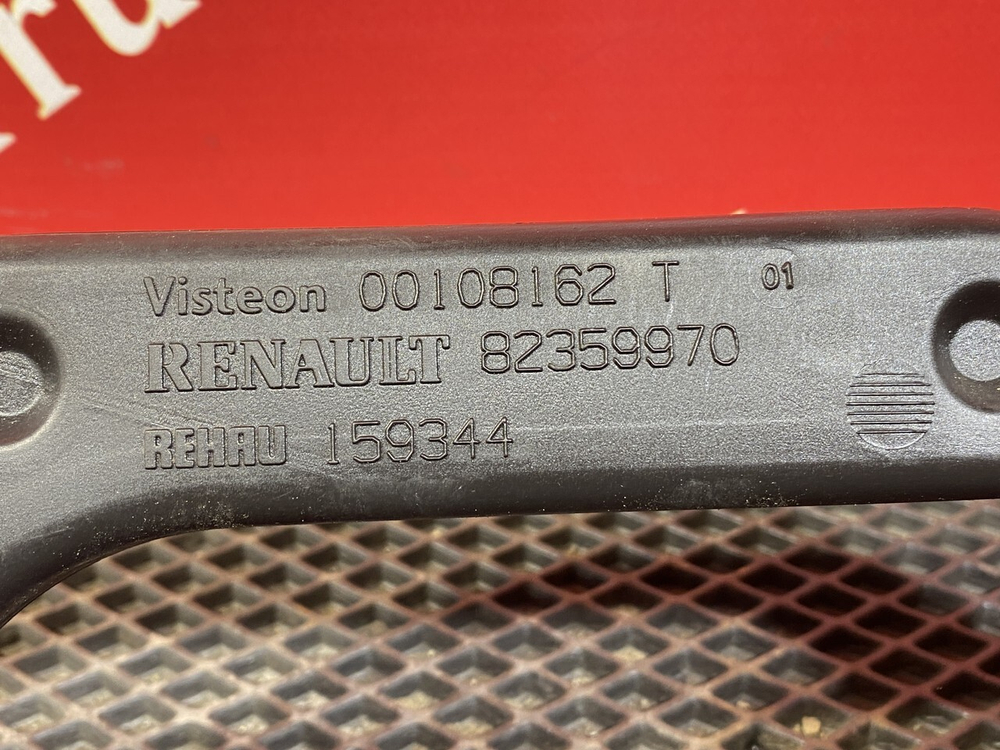 Visteon 00108162 T 01
RENAULT 82359970
REHAU 159344